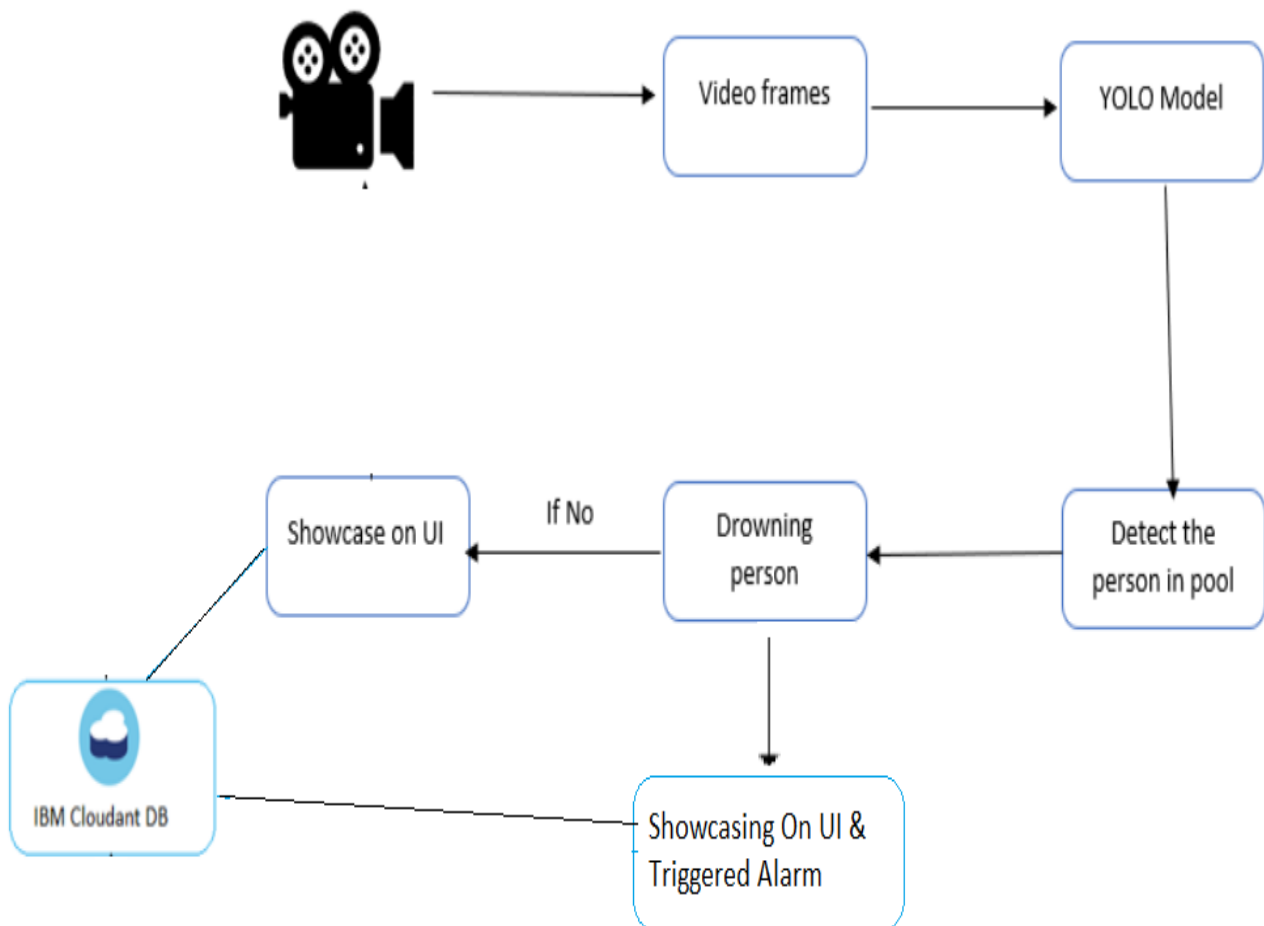 Video frames
YOLO Model
Showcase on UI
If No
Drowning
person
Detect the
person in pool
IBM Cloudant DB
Showcasing On UI &
Triggered Alarm